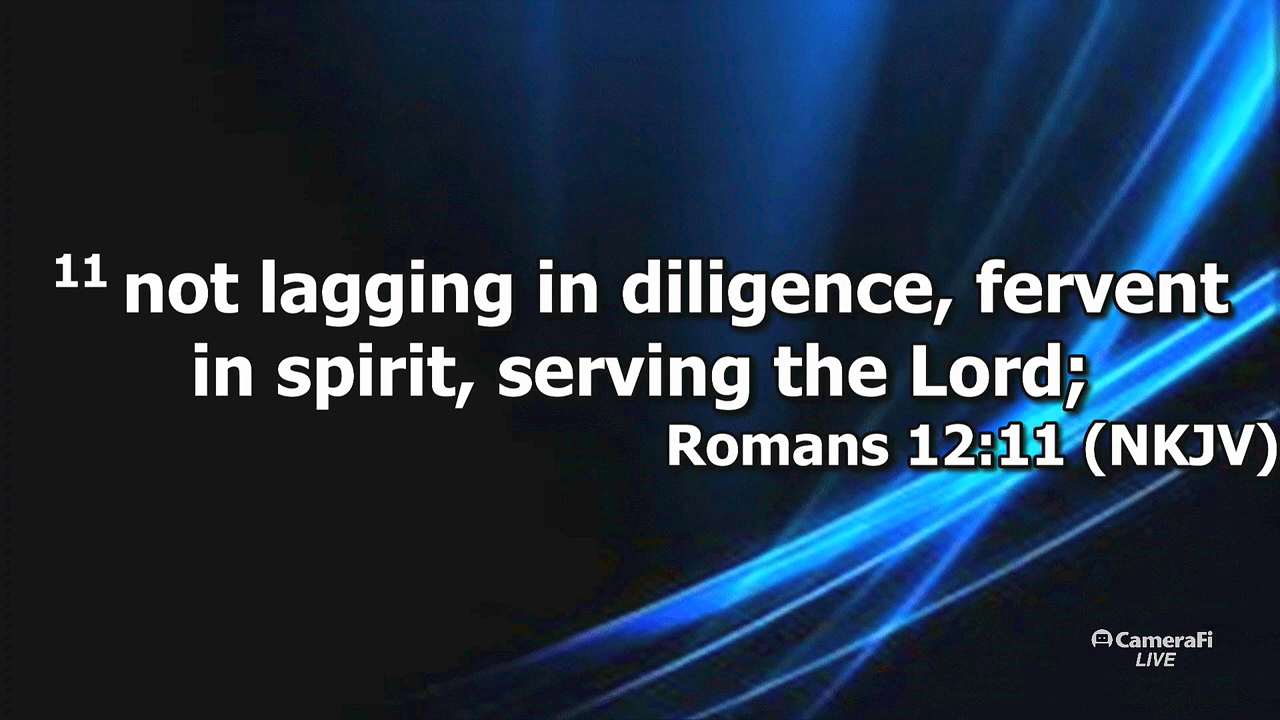 11 not lagging in diligence, fervent
in spirit, serving the Lord;
Romans 12:11 (NKJV)
CameraFi
LIVE